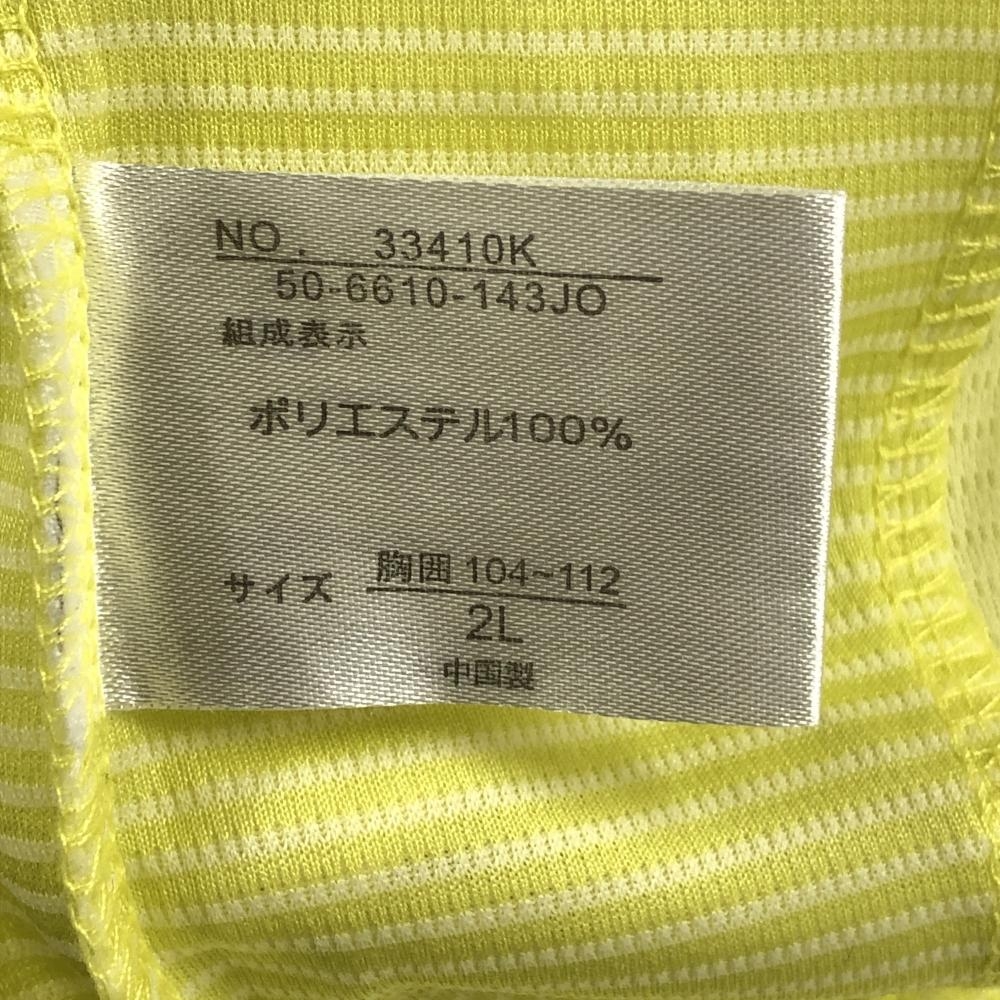 NO. 33410K
50-6610-143JO
組成表示
ポリエステル100%
サイズ 胸囲 104~112
2L
中国製